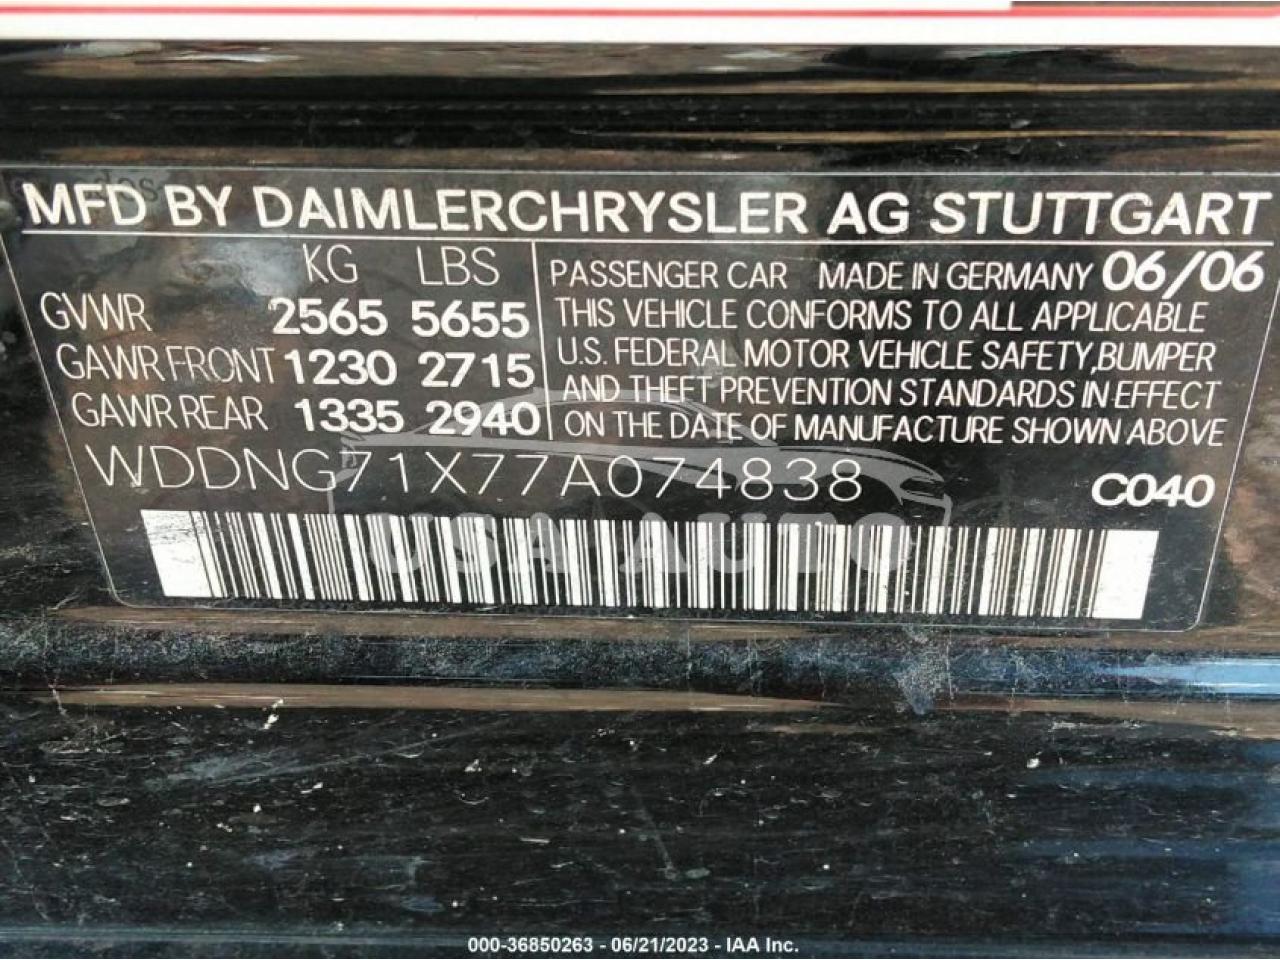 MFD BY DAIMLERCHRYSLER AG STUTTGART
KG LBS
GVWR 2565 5655
GAWR FRONT 1230 2715
GAWR REAR 1335 2940
PASSENGER CAR MADE IN GERMANY 06/06
THIS VEHICLE CONFORMS TO ALL APPLICABLE
U.S. FEDERAL MOTOR VEHICLE SAFETY,BUMPER
AND THEFT PREVENTION STANDARDS IN EFFECT
ON THE DATE OF MANUFACTURE SHOWN ABOVE
WDDNG71X77A074838
C040
USA AUTO
000-36850263 - 06/21/2023 - IAA Inc.